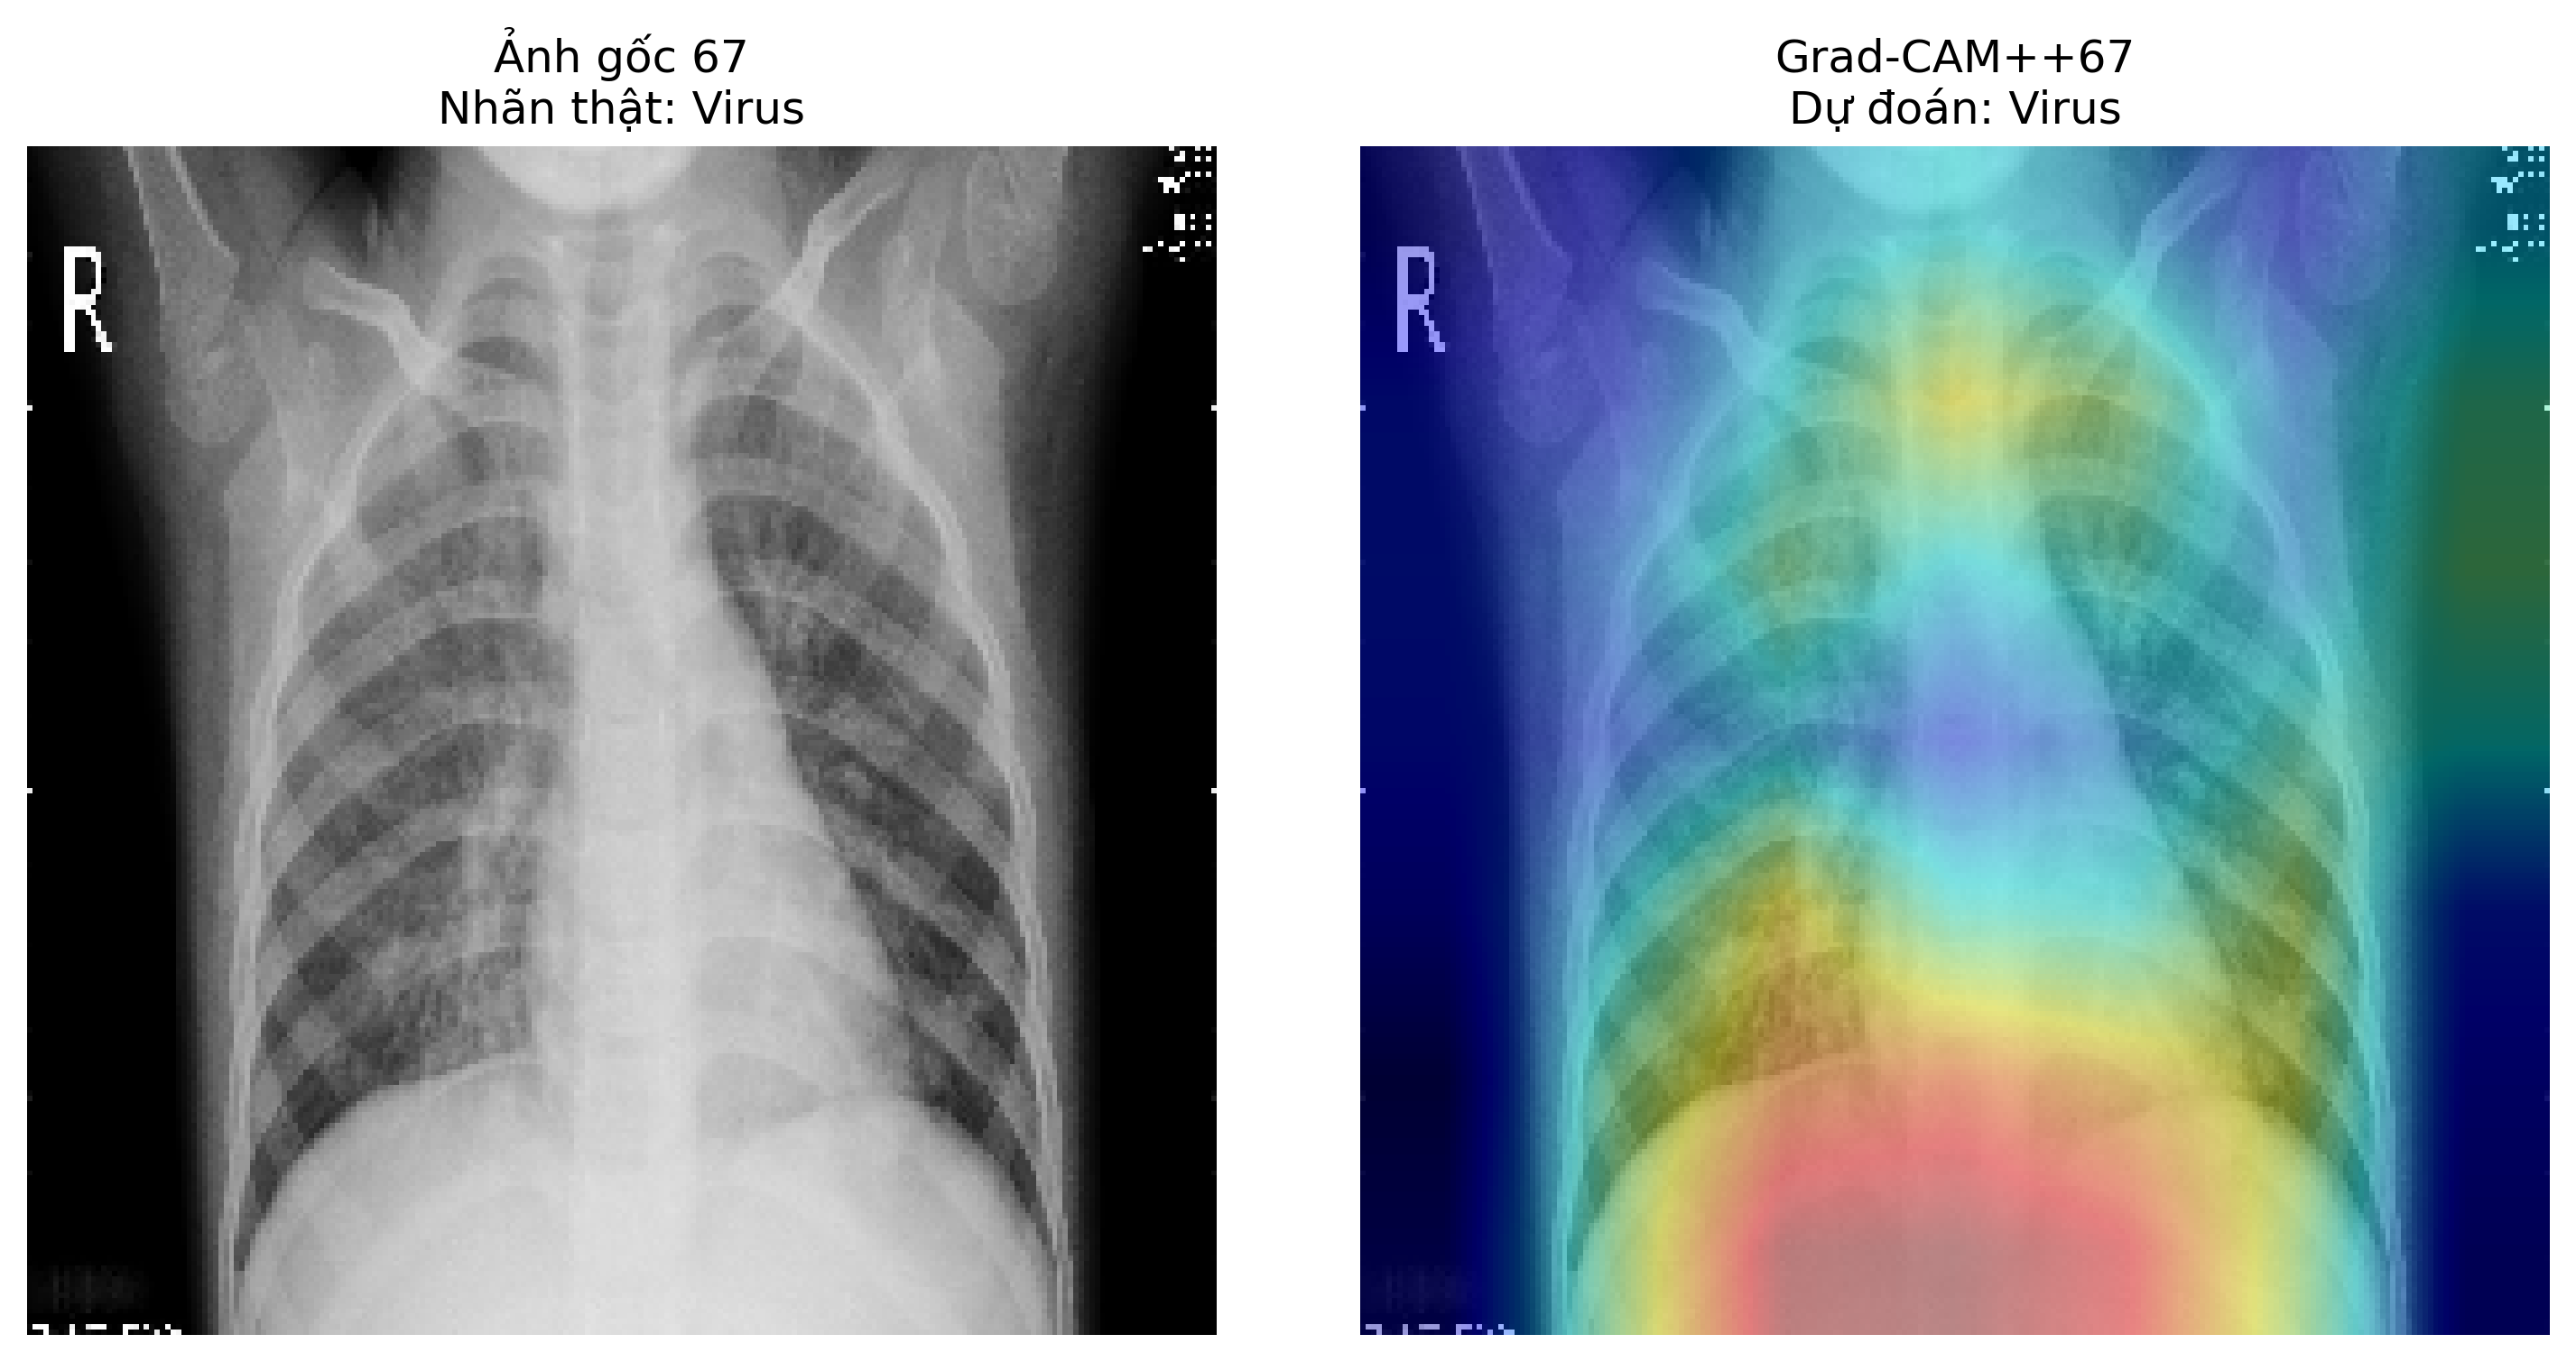 Ảnh gốc 67
Nhãn thật: Virus
Grad-CAM++67
Dự đoán: Virus
R
R